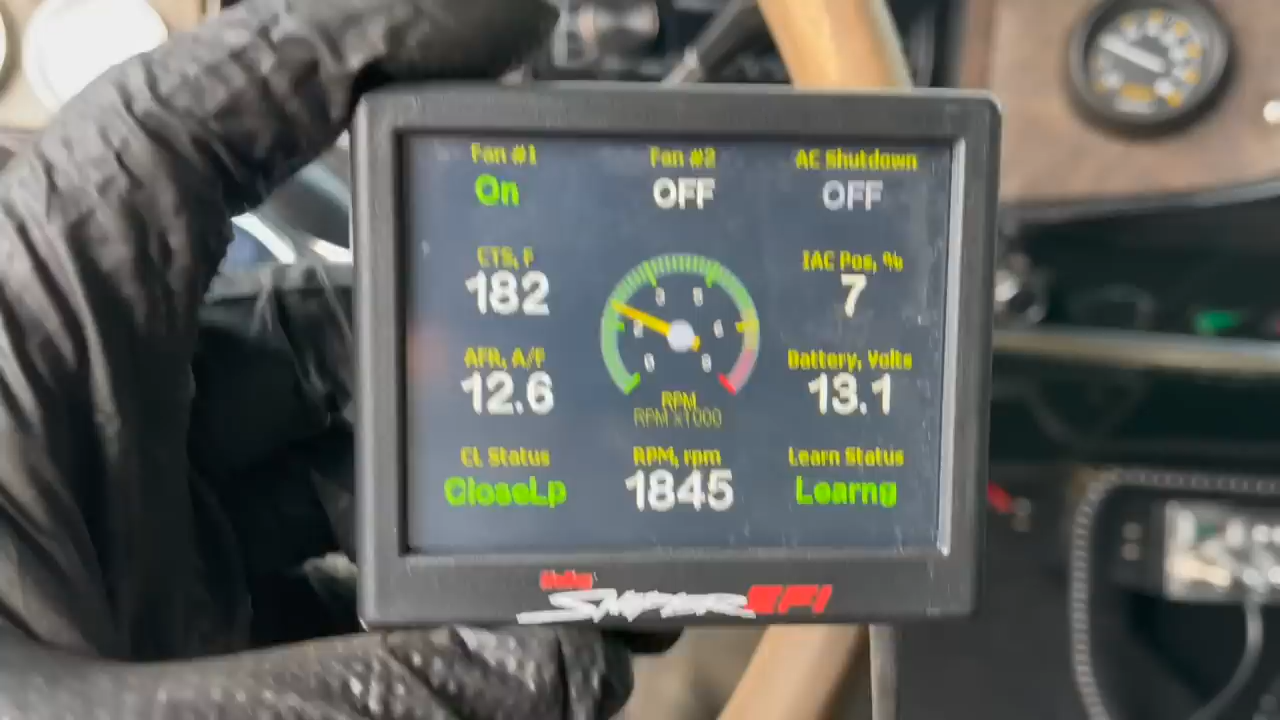 Fan #1
Fan #2
AC Shutdown
On
OFF
OFF
CTS, F
IAC Pos, %
182
7
AFR, A/F
Battery, Volts
12.6
13.1
RPM
RPM x1000
CL Status
RPM, rpm
Learn Status
CloseLp
1845
Learng
Holley
SNIPER EFI